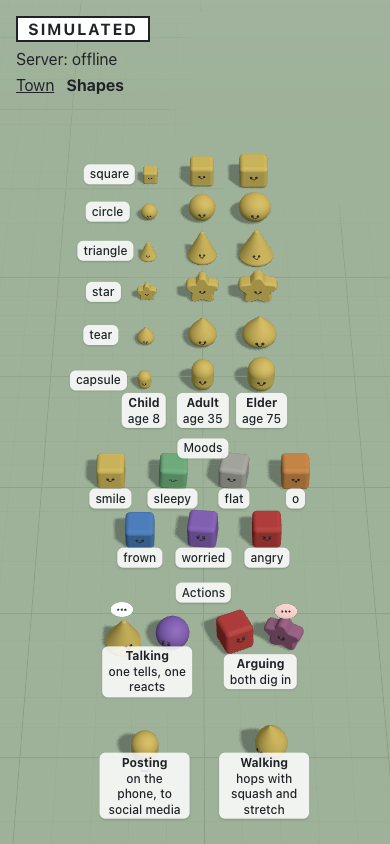 SIMULATED
Server: offline
Town Shapes
square
circle
triangle
star
tear
capsule
Child Adult Elder
age 8 age 35 age 75
Moods
smile sleepy flat o
frown worried angry
Actions
Talking
one tells, one
reacts
Arguing
both dig in
Posting
on the
phone, to
social media
Walking
hops with
squash and
stretch